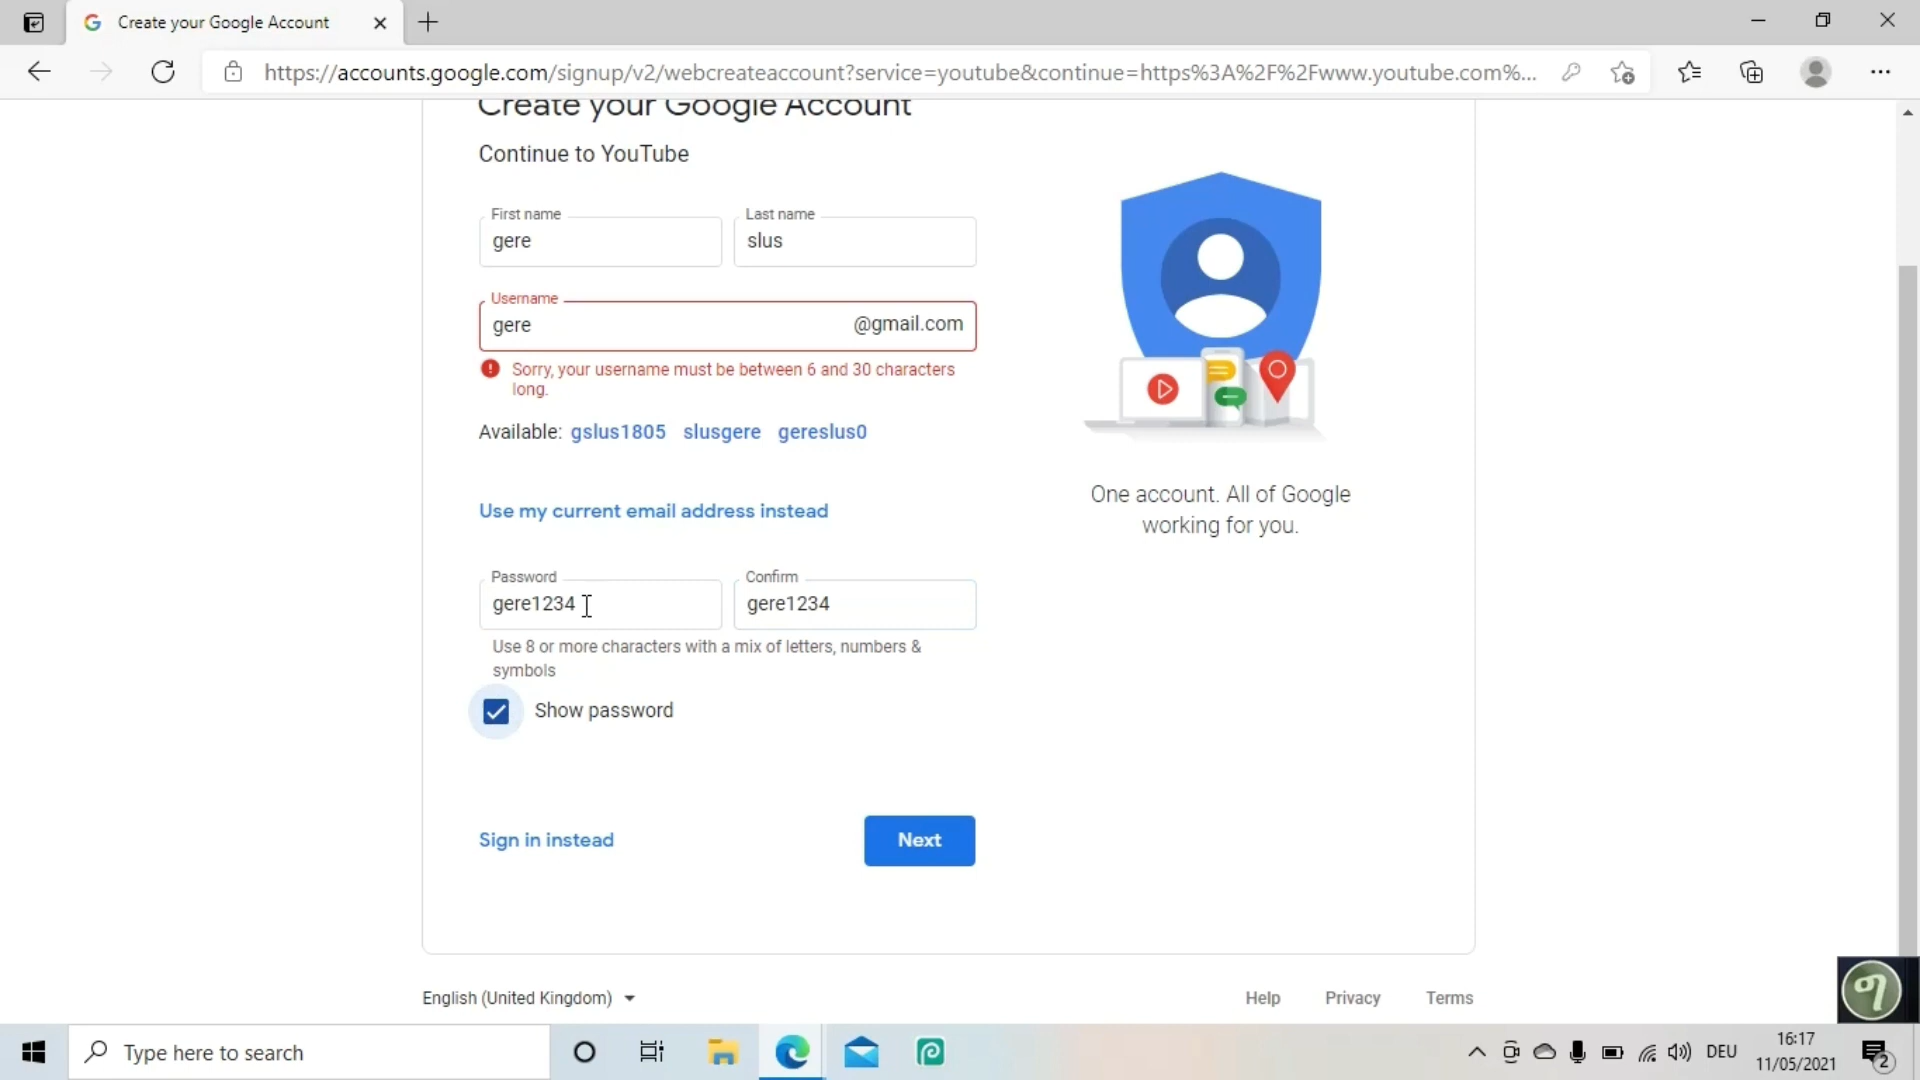 Create your Google Account
https://accounts.google.com/signup/v2/webcreateaccount?service=youtube&continue=https%3A%2F%2Fwww.youtube.com%...
Create your Google Account
Continue to YouTube
First name
Last name
gere
slus
Username
gere
@gmail.com
Sorry, your username must be between 6 and 30 characters
long.
Available: gslus1805 slusgere gereslus0
Use my current email address instead
One account. All of Google
working for you.
Password
Confirm
gere1234
gere1234
Use 8 or more characters with a mix of letters, numbers &
symbols
Show password
Sign in instead
Next
English (United Kingdom)
Help
Privacy
Terms
Type here to search
DEU
16:17
11/05/2021
2